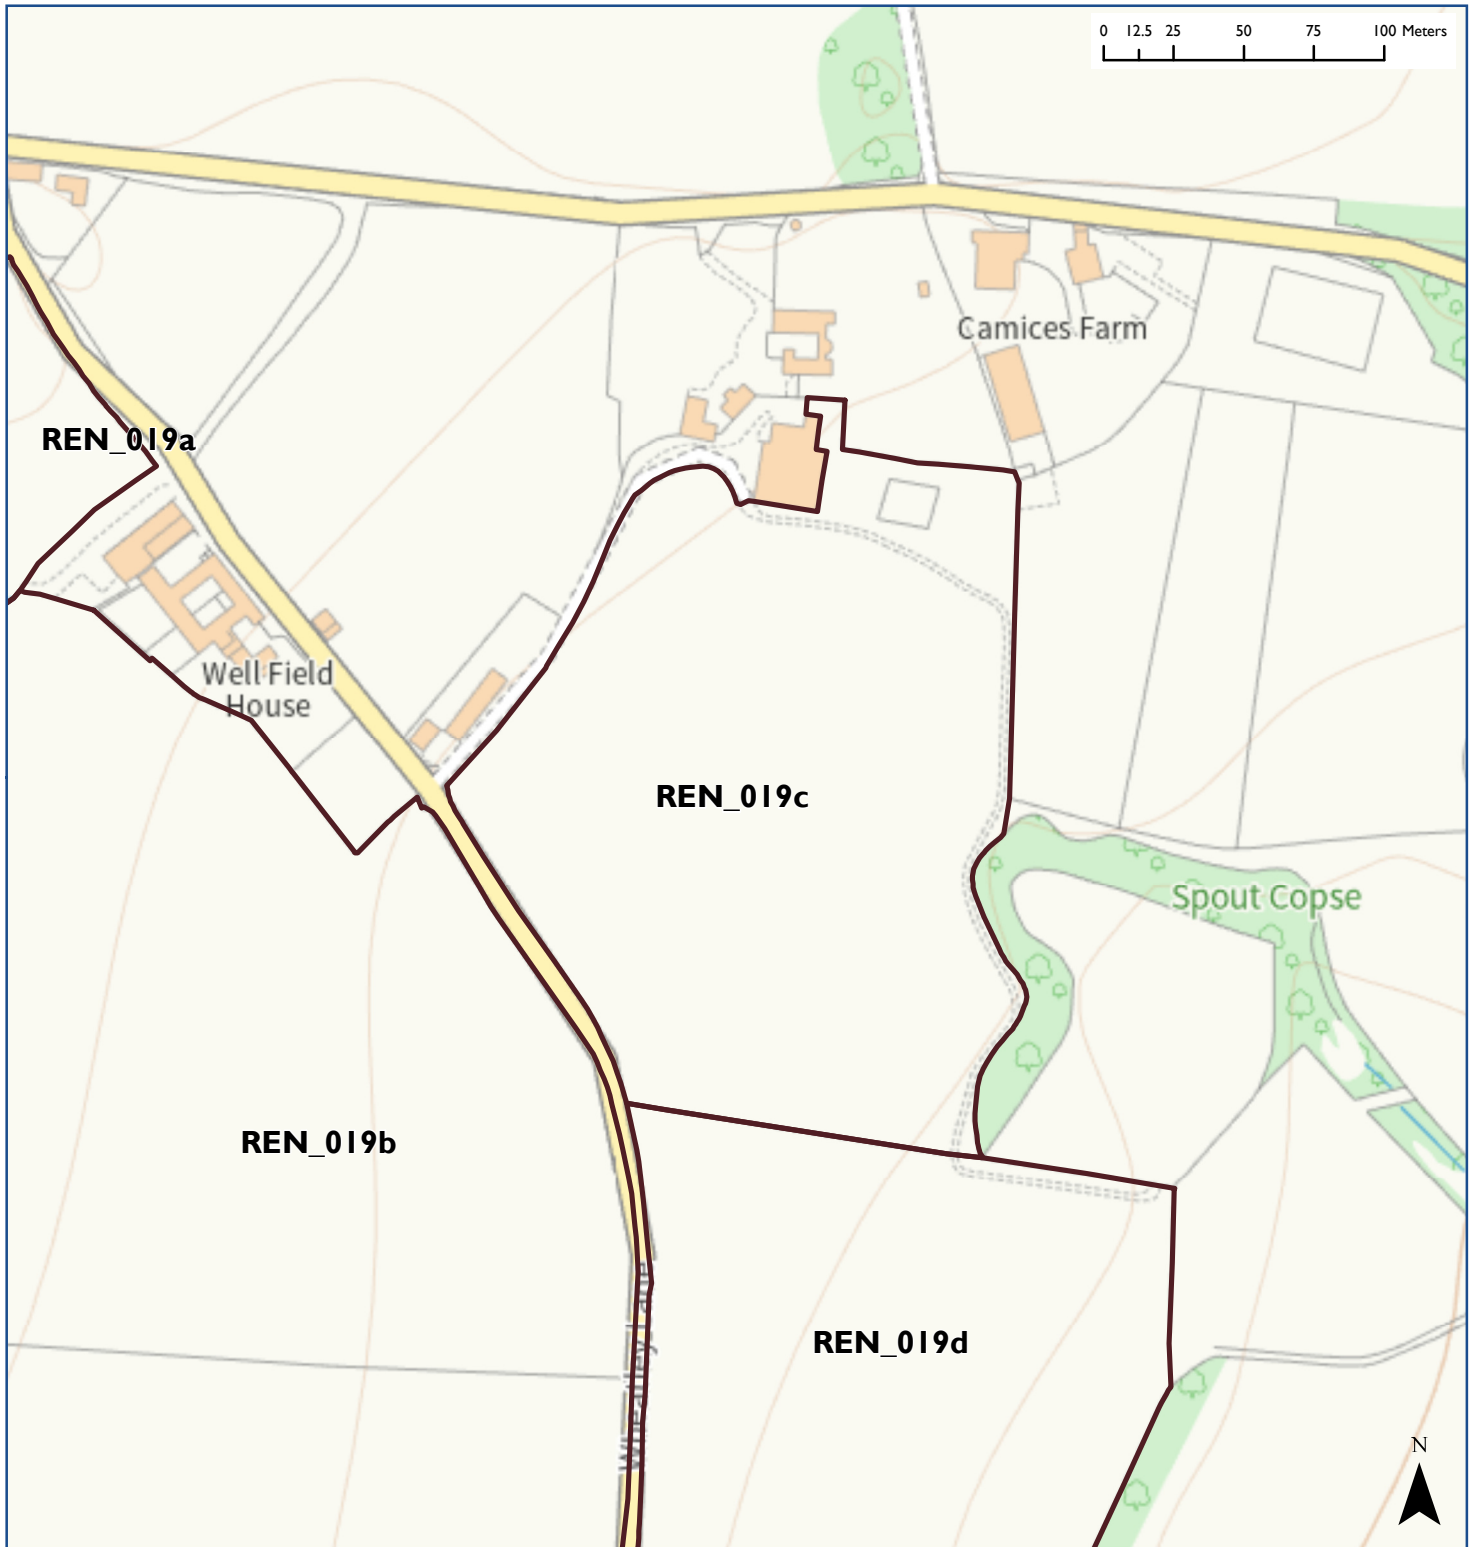 0 12.5 25 50 75 100 Meters
Camices Farm
REN_019a
Well Field
House
REN_019c
Spout Copse
REN_019b
REN_019d
N